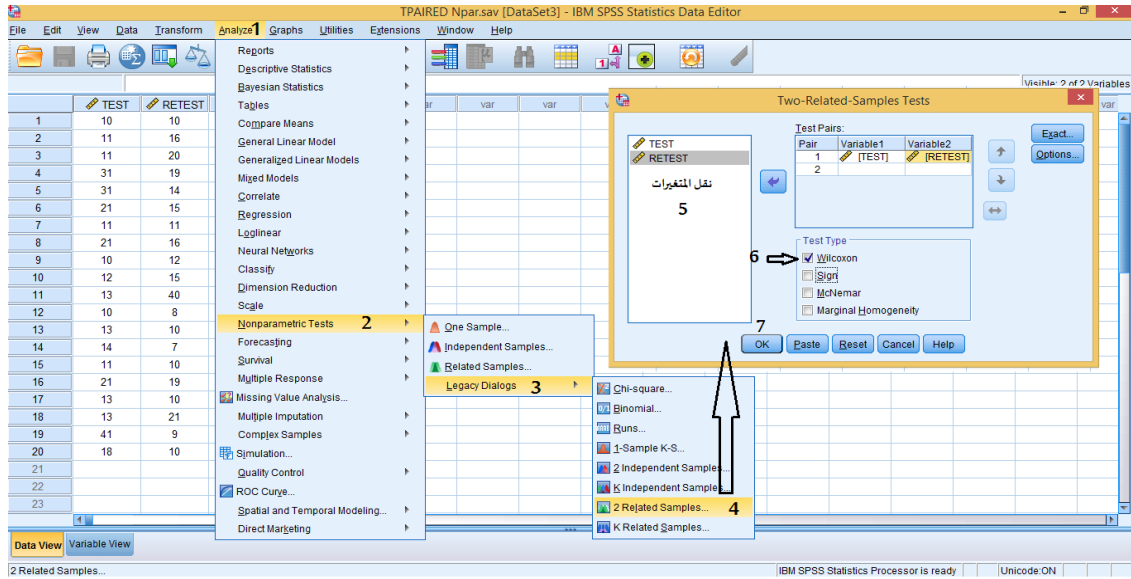 TPAIRED Npar.sav [DataSet3] - IBM SPSS Statistics Data Editor
File Edit View Data Transform Analyze 1 Graphs Utilities Extensions Window Help
Visible: 2 of 2 Variables
TEST RETEST var var var var
1 10 10
2 11 16
3 11 20
4 31 19
5 31 14
6 21 15
7 11 11
8 21 16
9 10 12
10 12 15
11 13 40
12 10 8
13 13 10
14 14 7
15 11 10
16 21 19
17 13 10
18 13 21
19 41 9
20 18 10
21
22
23
Reports
Descriptive Statistics
Bayesian Statistics
Tables
Compare Means
General Linear Model
Generalized Linear Models
Mixed Models
Correlate
Regression
Loglinear
Neural Networks
Classify
Dimension Reduction
Scale
Nonparametric Tests 2
Forecasting
Survival
Multiple Response
Missing Value Analysis...
Multiple Imputation
Complex Samples
Simulation...
Quality Control
ROC Curve...
Spatial and Temporal Modeling...
Direct Marketing
One Sample...
Independent Samples...
Related Samples...
Legacy Dialogs 3
Chi-square...
Binomial...
Runs...
1-Sample K-S...
2 Independent Samples...
K Independent Samples...
2 Related Samples... 4
K Related Samples...
Two-Related-Samples Tests
TEST
RETEST
نقل المتغيرات
5
Test Pairs:
Pair Variable1 Variable2
1 [TEST] [RETEST]
2
Exact...
Options...
Test Type
6 Wilcoxon
Sign
McNemar
Marginal Homogeneity
7
OK Paste Reset Cancel Help
Data View Variable View
2 Related Samples...
IBM SPSS Statistics Processor is ready
Unicode:ON